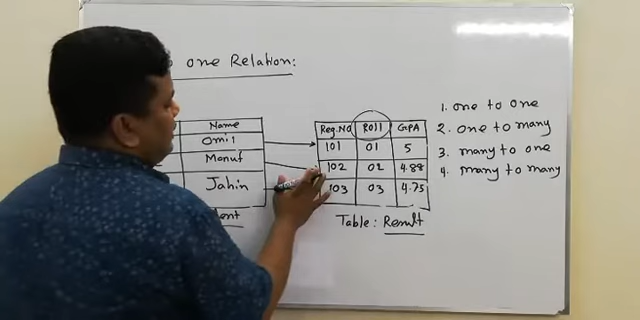 one Relation:
Name
Omit
Manuf
Jahin
Reg.No Roll GPA
101 01 5
102 02 4.88
103 03 4.75
Table: Result
1. one to one
2. one to many
3. many to one
4. many to many